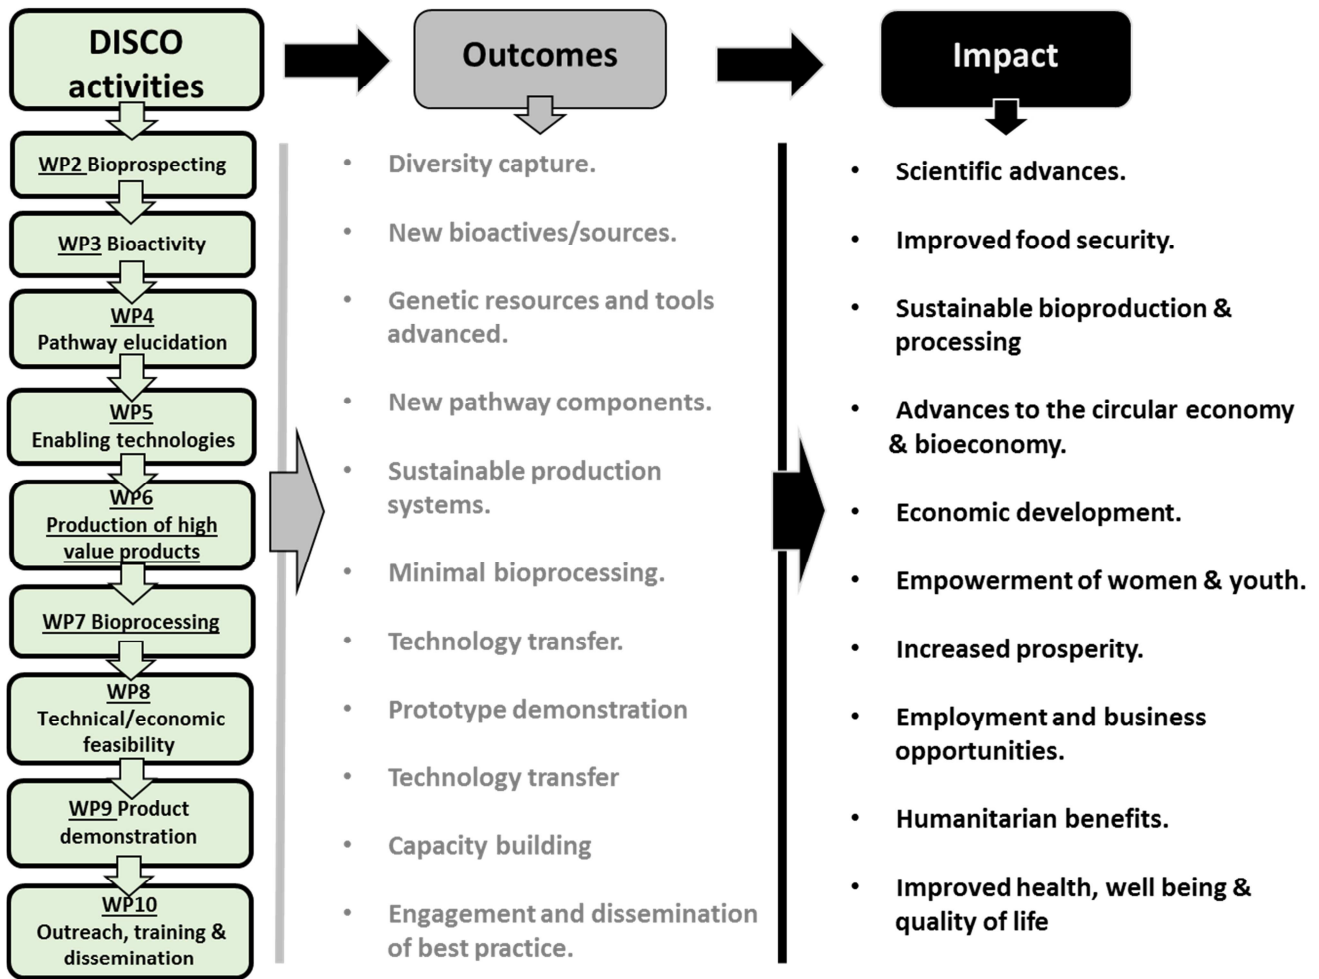 DISCO
activities
WP2 Bioprospecting
WP3 Bioactivity
WP4
Pathway elucidation
WP5
Enabling technologies
WP6
Production of high
value products
WP7 Bioprocessing
WP8
Technical/economic
feasibility
WP9 Product
demonstration
WP10
Outreach, training &
dissemination
Outcomes
• Diversity capture.
• New bioactives/sources.
• Genetic resources and tools
advanced.
• New pathway components.
• Sustainable production
systems.
• Minimal bioprocessing.
• Technology transfer.
• Prototype demonstration
• Technology transfer
• Capacity building
• Engagement and dissemination
of best practice.
Impact
• Scientific advances.
• Improved food security.
• Sustainable bioproduction &
processing
• Advances to the circular economy
& bioeconomy.
• Economic development.
• Empowerment of women & youth.
• Increased prosperity.
• Employment and business
opportunities.
• Humanitarian benefits.
• Improved health, well being &
quality of life